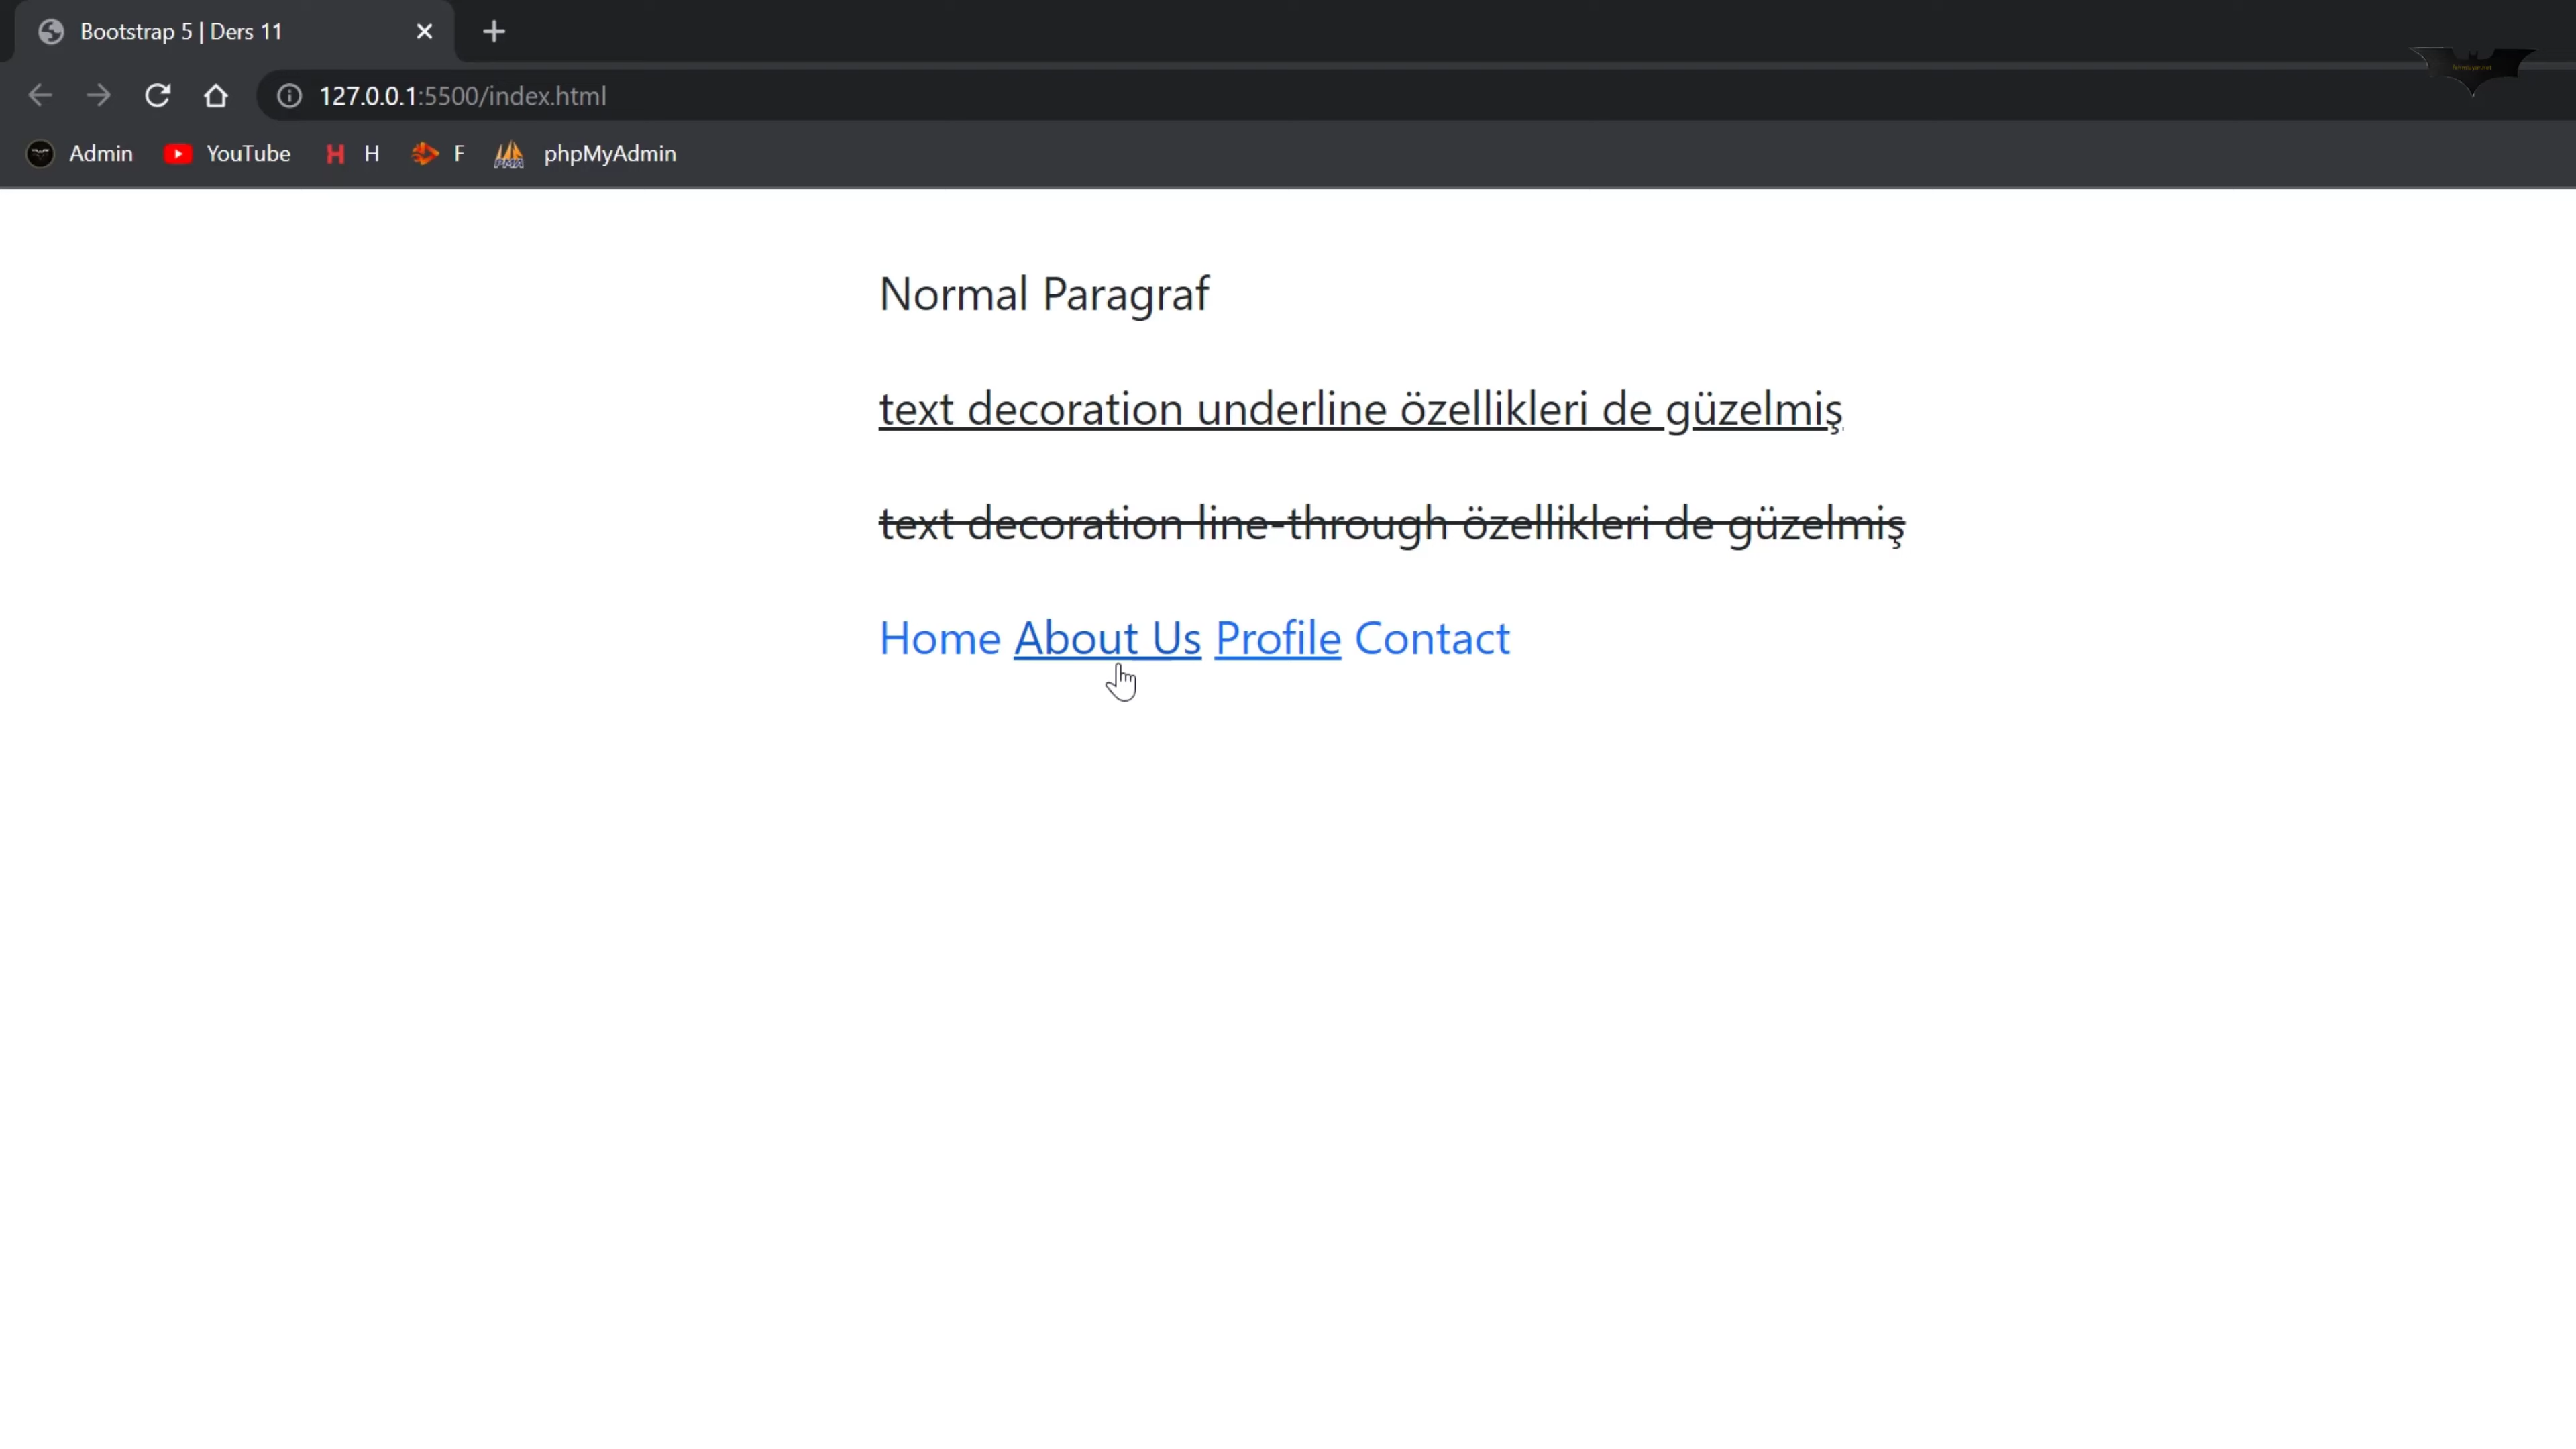 Bootstrap 5 | Ders 11
127.0.0.1:5500/index.html
Admin YouTube H H F PMA phpMyAdmin
Normal Paragraf
text decoration underline özellikleri de güzelmiş
text decoration line-through özellikleri de güzelmiş
Home About Us Profile Contact